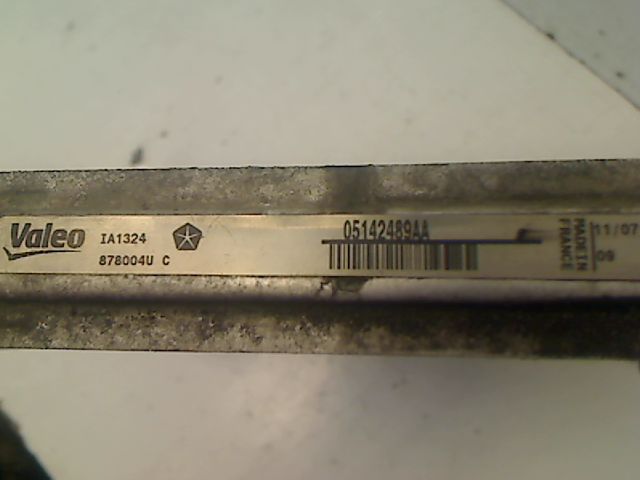 Valeo
IA1324
878004U C
05142489AA
MADE IN
FRANCE
11/07
09